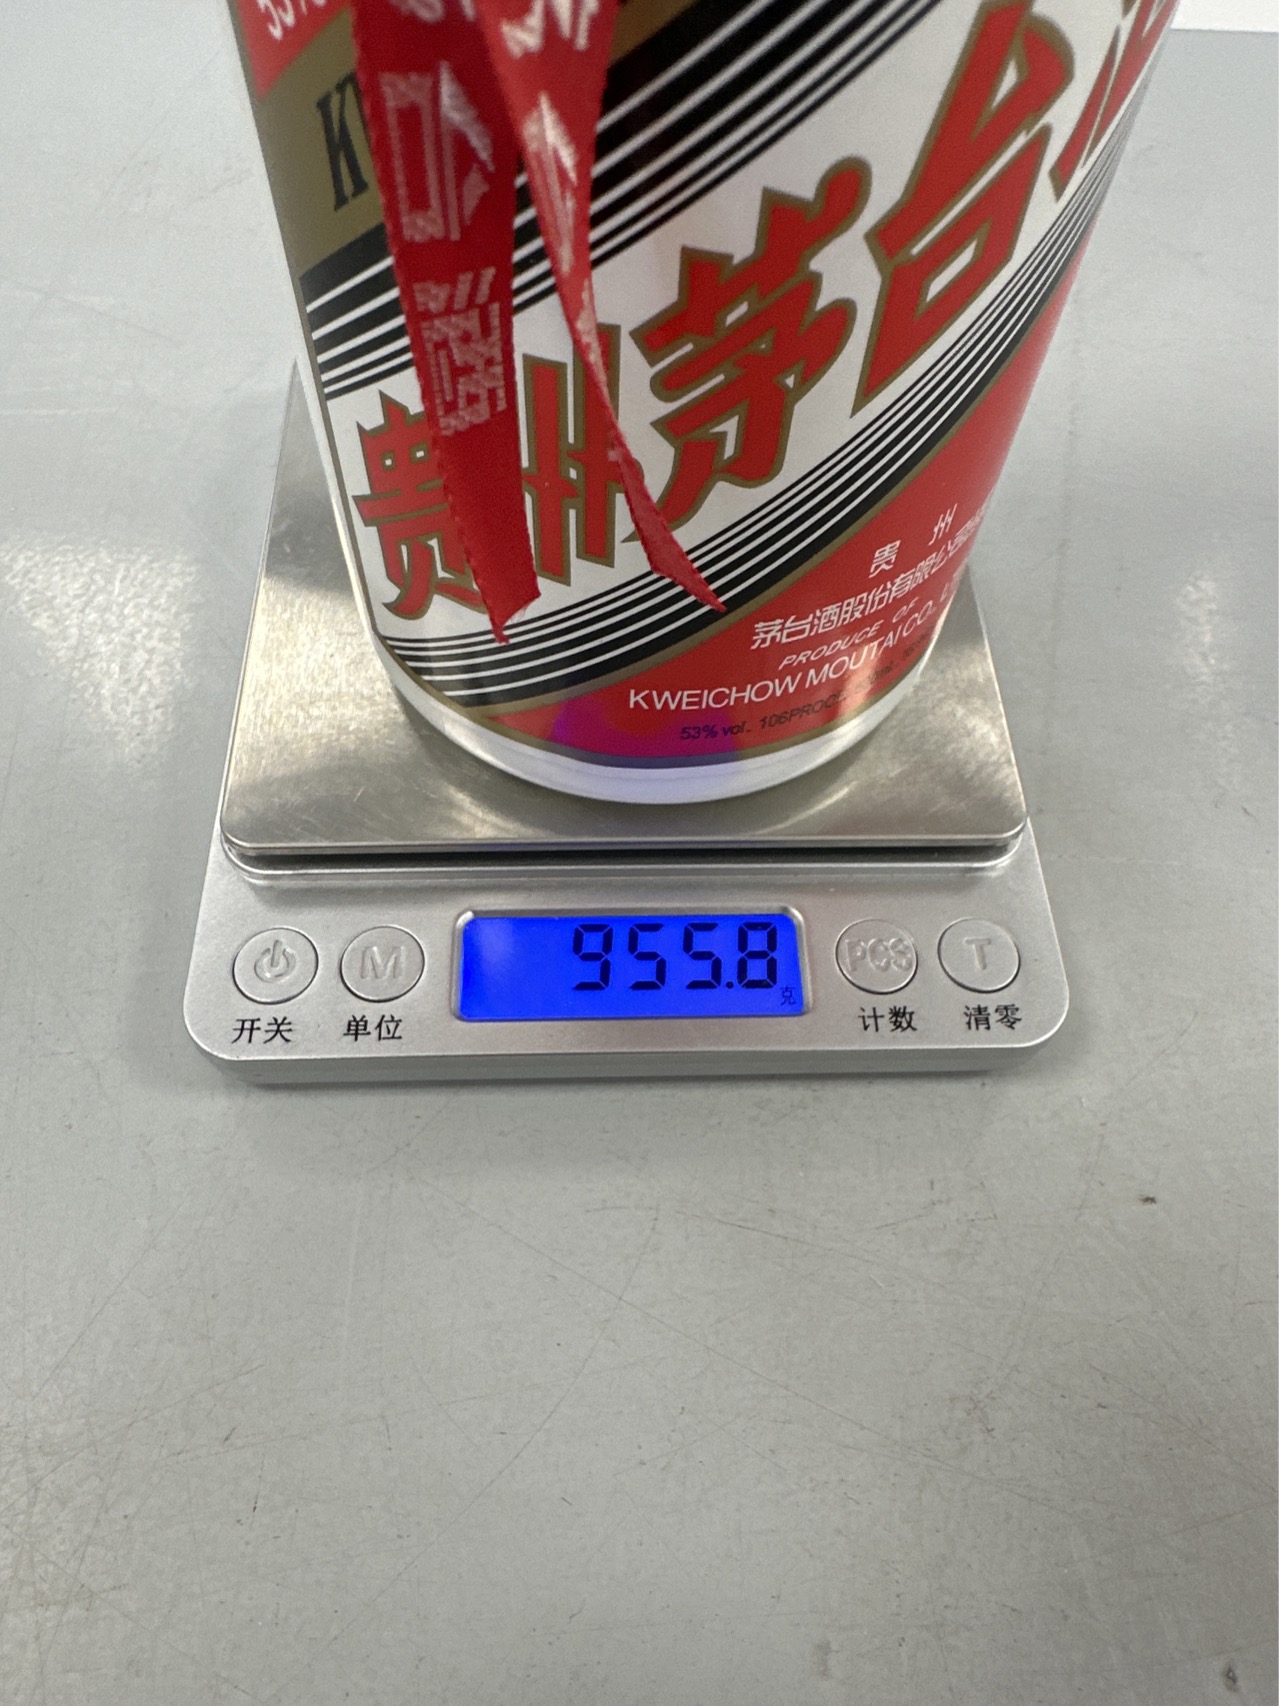 53%
贵州茅台
贵 州
茅台酒股份有限公司
PRODUCE OF
KWEICHOW MOUTAI CO.
53% vol. 106PROOF
955.8
克
M
PCS
T
开关
单位
计数
清零